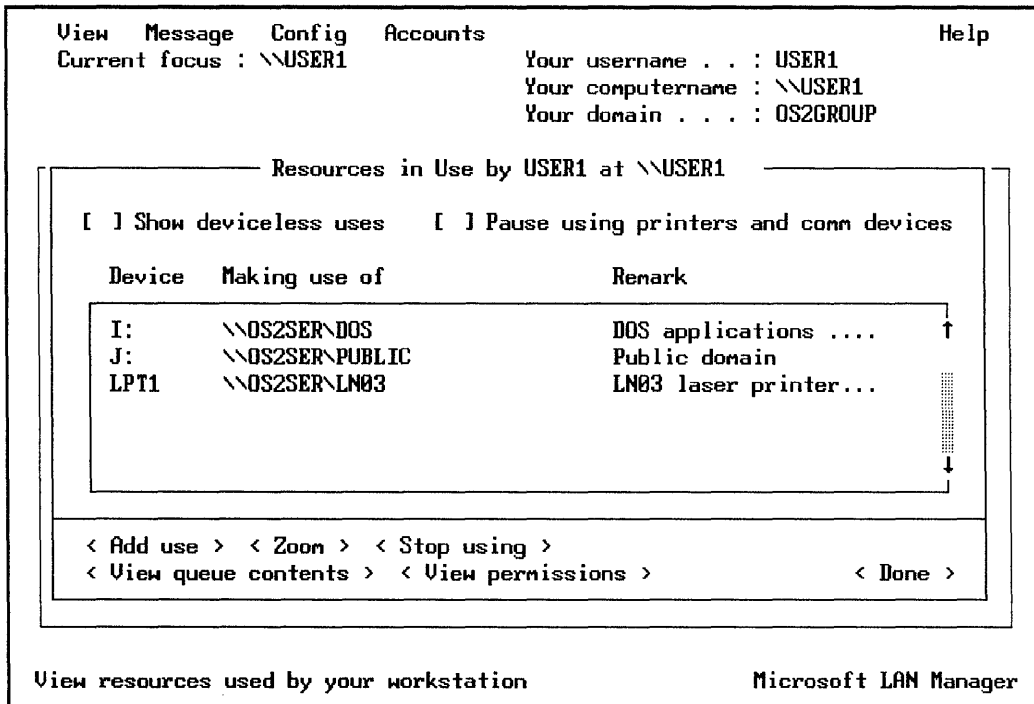 View Message Config Accounts Help
Current focus : \\USER1 Your username . . : USER1
Your computername : \\USER1
Your domain . . . : OS2GROUP
Resources in Use by USER1 at \\USER1
[ ] Show deviceless uses [ ] Pause using printers and comm devices
Device Making use of Remark
I: \\OS2SER\DOS DOS applications ....
J: \\OS2SER\PUBLIC Public domain
LPT1 \\OS2SER\LN03 LN03 laser printer...
< Add use > < Zoom > < Stop using >
< View queue contents > < View permissions > < Done >
View resources used by your workstation Microsoft LAN Manager